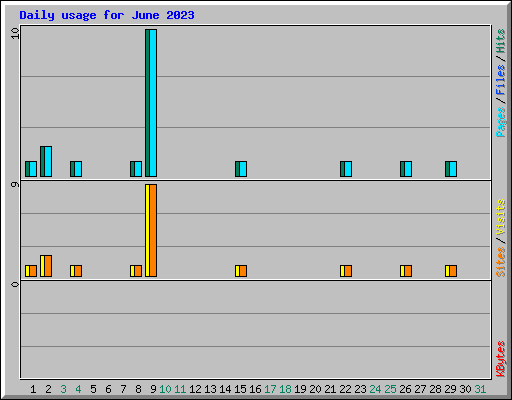 Daily usage for June 2023
10
Pages / Files / Hits
9
Sites / Visits
0
KBytes
1 2 3 4 5 6 7 8 9 10 11 12 13 14 15 16 17 18 19 20 21 22 23 24 25 26 27 28 29 30 31